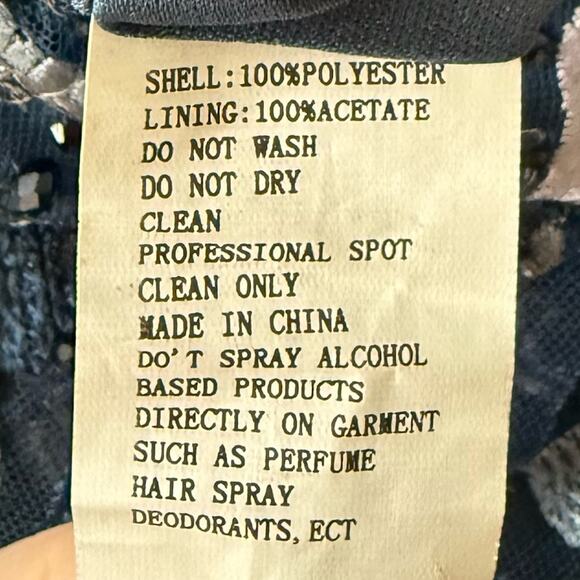 SHELL:100%POLYESTER
LINING:100%ACETATE
DO NOT WASH
DO NOT DRY
CLEAN
PROFESSIONAL SPOT
CLEAN ONLY
MADE IN CHINA
DO'T SPRAY ALCOHOL
BASED PRODUCTS
DIRECTLY ON GARMENT
SUCH AS PERFUME
HAIR SPRAY
DEODORANTS, ECT